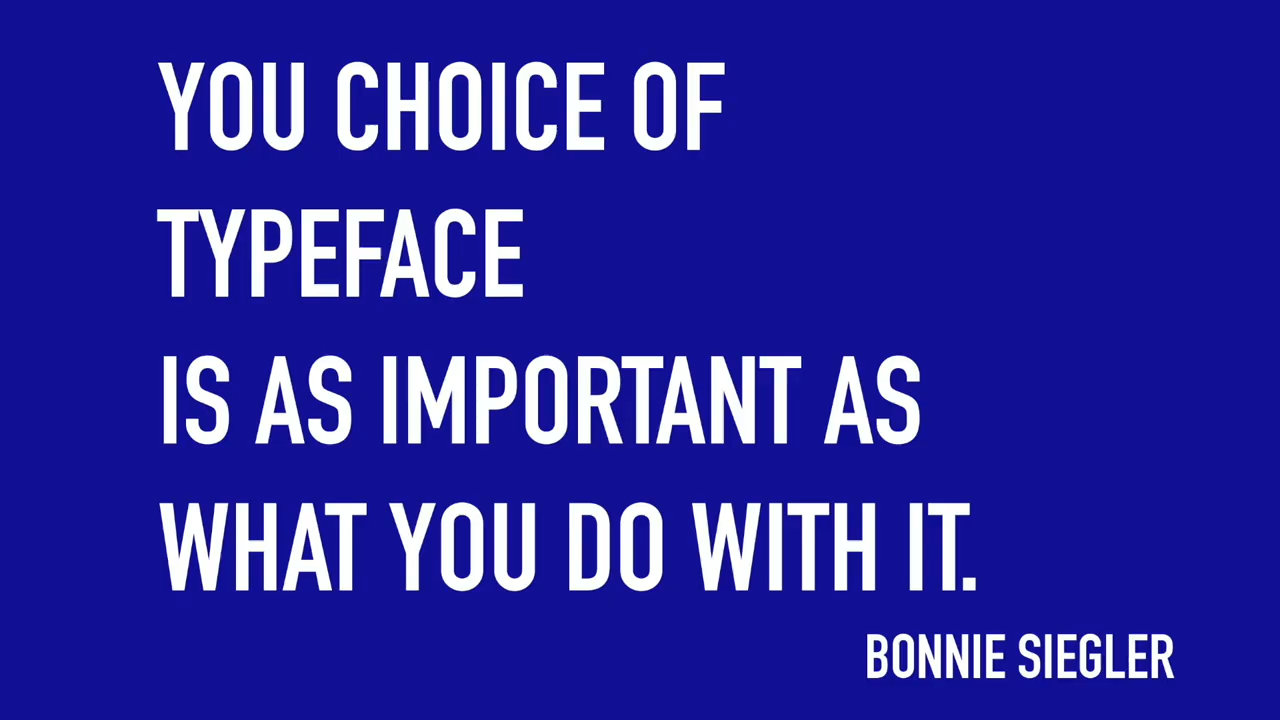 YOU CHOICE OF
TYPEFACE
IS AS IMPORTANT AS
WHAT YOU DO WITH IT.
BONNIE SIEGLER